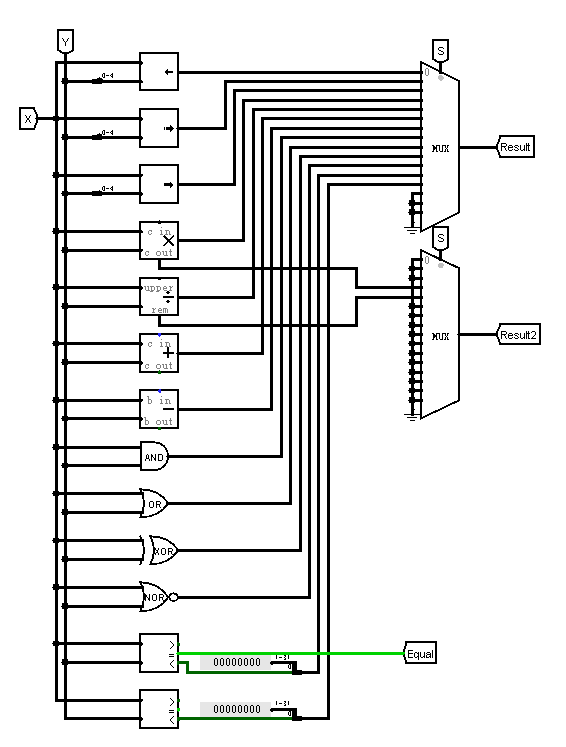 Y
S
0-4
0
X
0-4
MUX
Result
0-4
c in
c out
S
0
upper
rem
MUX
Result2
c in
c out
b in
b out
AND
OR
XOR
NOR
>
=
<
00000000
1-31
0
Equal
>
=
<
00000000
1-31
0